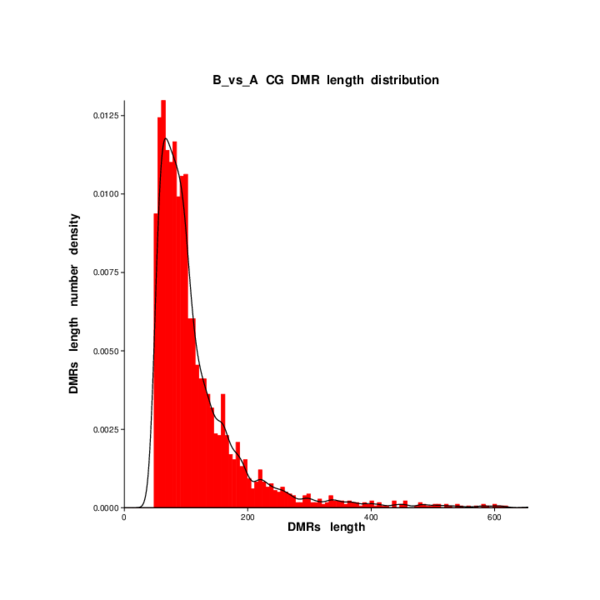 B_vs_A CG DMR length distribution
0.0125
0.0100
0.0075
0.0050
0.0025
0.0000
DMRs length number density
0 200 400 600
DMRs length